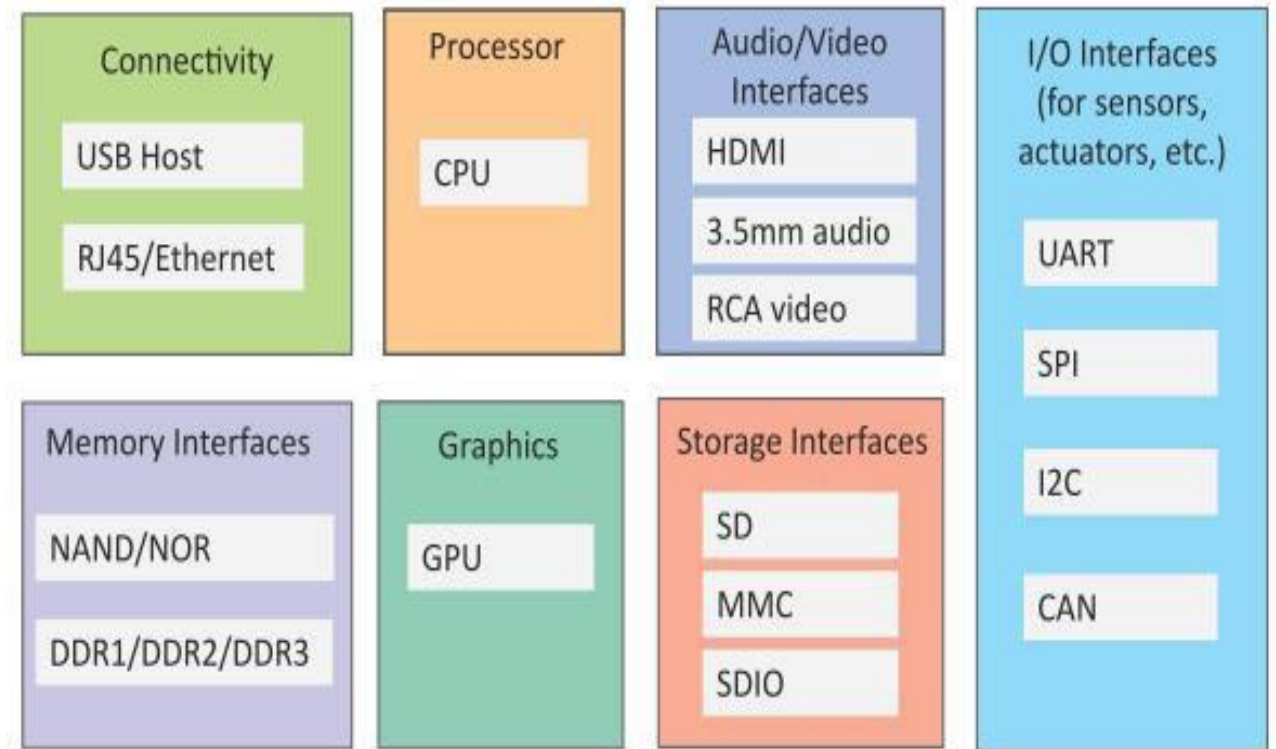 Connectivity
USB Host
RJ45/Ethernet
Processor
CPU
Audio/Video
Interfaces
HDMI
3.5mm audio
RCA video
I/O Interfaces
(for sensors,
actuators, etc.)
UART
SPI
I2C
CAN
Memory Interfaces
NAND/NOR
DDR1/DDR2/DDR3
Graphics
GPU
Storage Interfaces
SD
MMC
SDIO